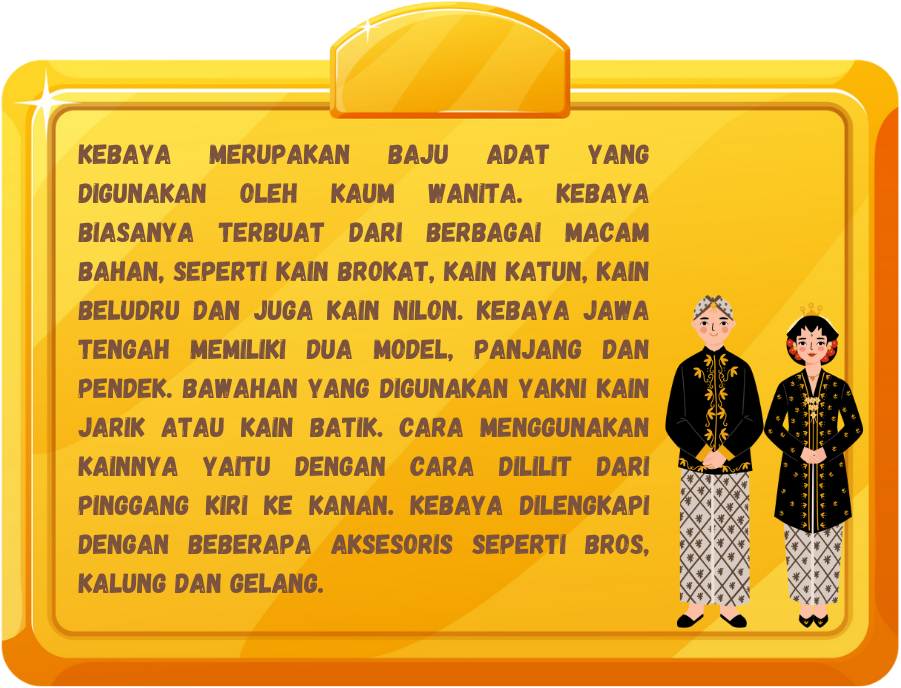 KEBAYA MERUPAKAN BAJU ADAT YANG
DIGUNAKAN OLEH KAUM WANITA. KEBAYA
BIASANYA TERBUAT DARI BERBAGAI MACAM
BAHAN, SEPERTI KAIN BROKAT, KAIN KATUN, KAIN
BELUDRU DAN JUGA KAIN NILON. KEBAYA JAWA
TENGAH MEMILIKI DUA MODEL, PANJANG DAN
PENDEK. BAWAHAN YANG DIGUNAKAN YAKNI KAIN
JARIK ATAU KAIN BATIK. CARA MENGGUNAKAN
KAINNYA YAITU DENGAN CARA DILILIT DARI
PINGGANG KIRI KE KANAN. KEBAYA DILENGKAPI
DENGAN BEBERAPA AKSESORIS SEPERTI BROS,
KALUNG DAN GELANG.